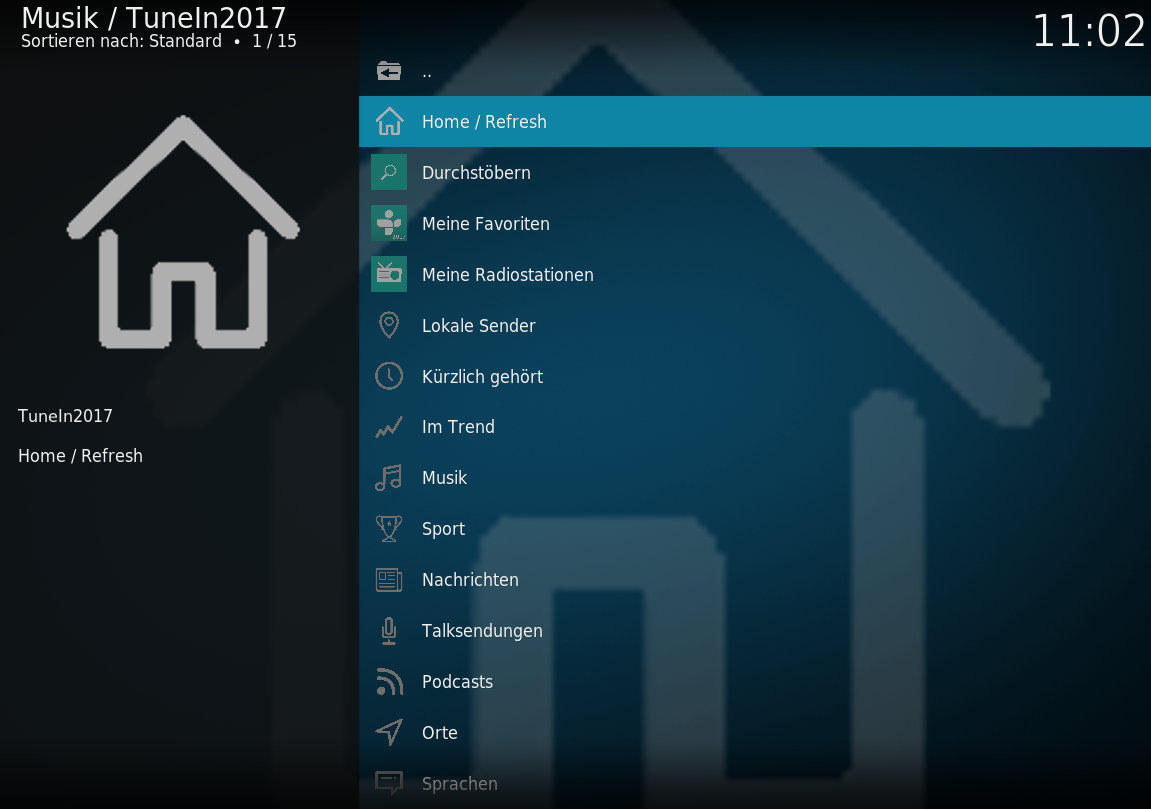 Musik / TuneIn2017
Sortieren nach: Standard • 1 / 15
11:02
..
Home / Refresh
Durchstöbern
Meine Favoriten
Meine Radiostationen
Lokale Sender
Kürzlich gehört
Im Trend
Musik
Sport
Nachrichten
Talksendungen
Podcasts
Orte
Sprachen
TuneIn2017
Home / Refresh